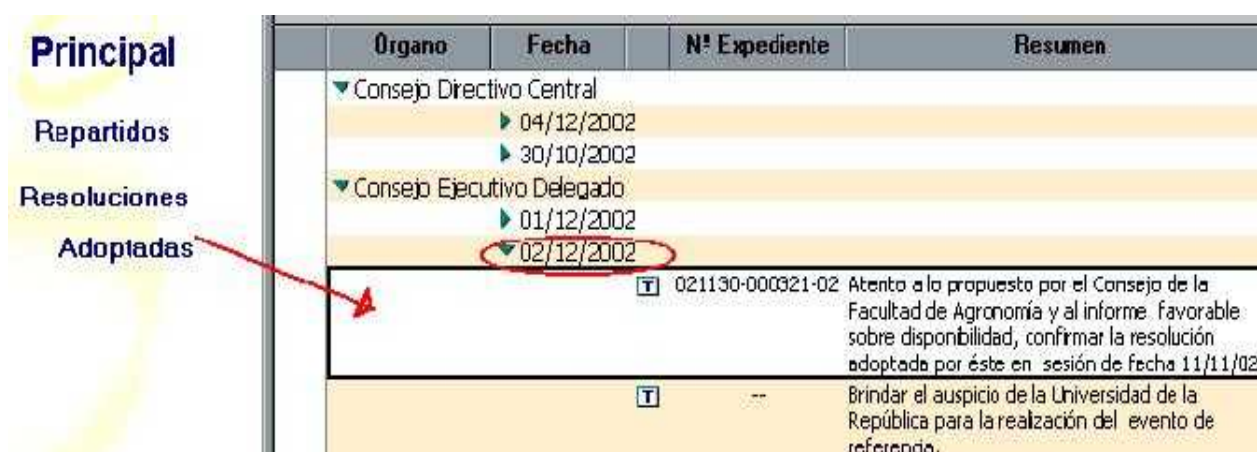 Principal
Repartidos
Resoluciones
Adoptadas
Organo Fecha Nº Expediente Resumen
Consejo Directivo Central
04/12/2002
30/10/2002
Consejo Ejecutivo Delegado
01/12/2002
02/12/2002
T 021130-000321-02 Atento a lo propuesto por el Consejo de la
Facultad de Agronomía y al informe favorable
sobre disponibilidad, confirmar la resolución
adoptada por éste en sesión de fecha 11/11/02
T -- Brindar el auspicio de la Universidad de la
República para la realización del evento de
referencia.